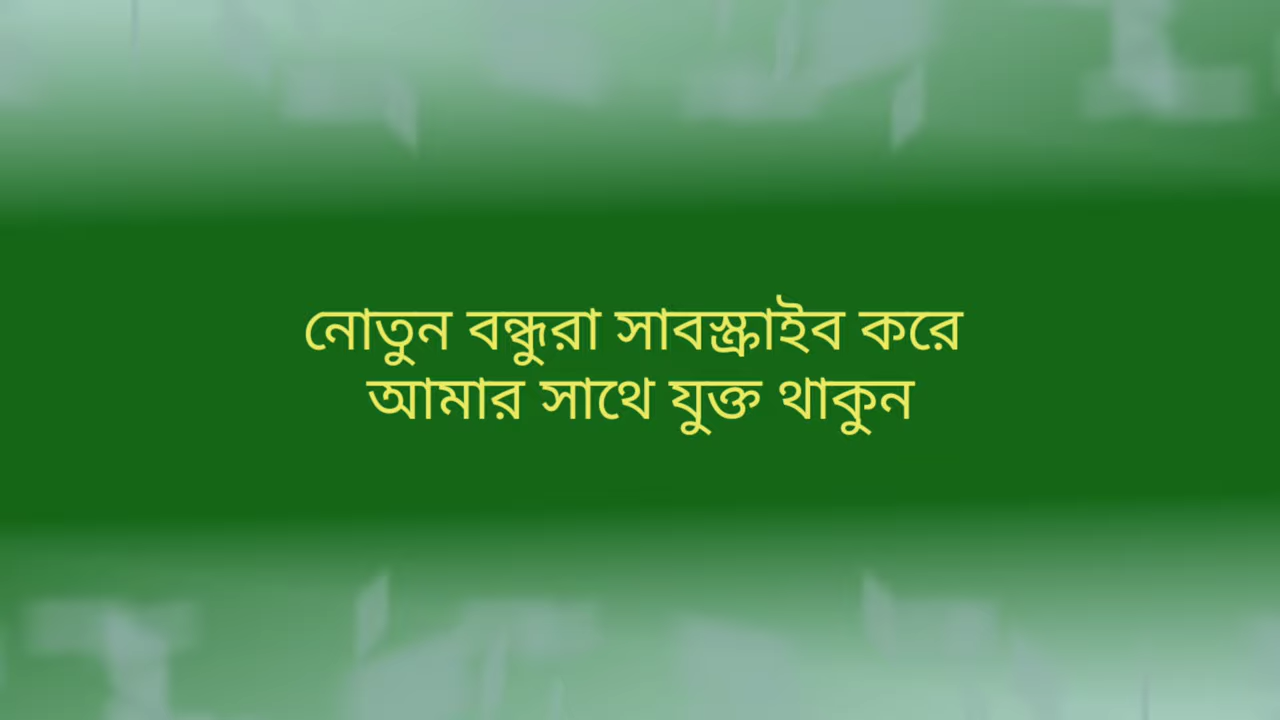 নোতুন বন্ধুরা সাবস্ক্রাইব করে
আমার সাথে যুক্ত থাকুন